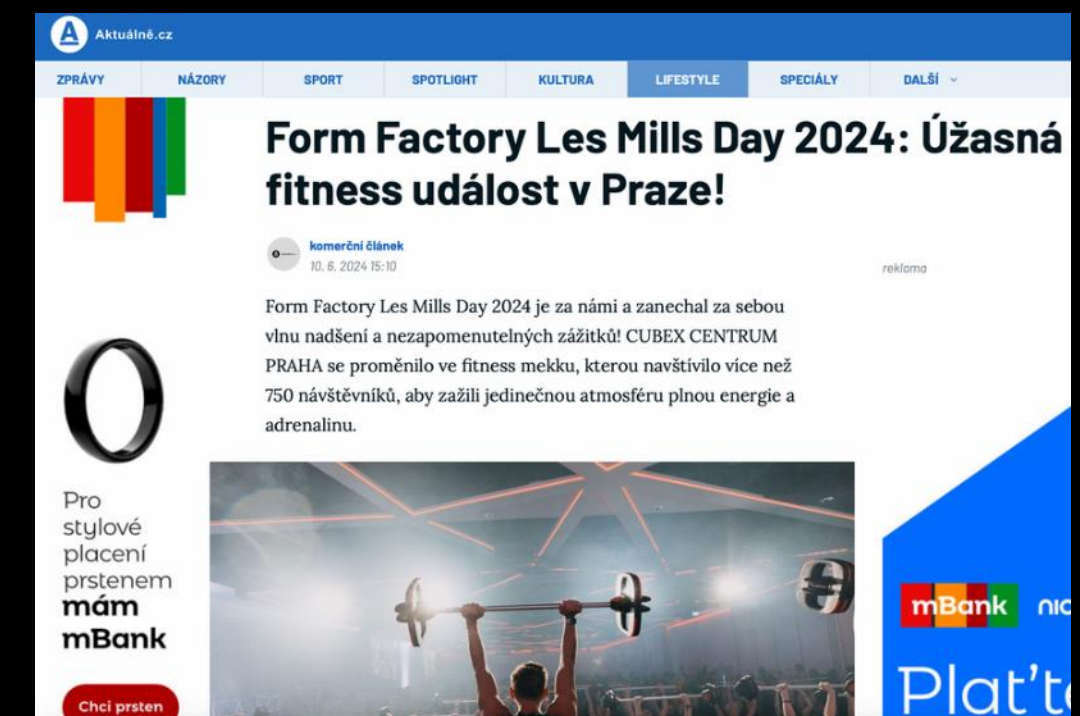 Aktuálně.cz
ZPRÁVY NÁZORY SPORT SPOTLIGHT KULTURA LIFESTYLE SPECIÁLY DALŠÍ
Form Factory Les Mills Day 2024: Úžasná
fitness událost v Praze!
komerční článek
10. 6. 2024 15:10
reklama
Form Factory Les Mills Day 2024 je za námi a zanechal za sebou
vlnu nadšení a nezapomenutelných zážitků! CUBEX CENTRUM
PRAHA se proměnilo ve fitness mekku, kterou navštívilo více než
750 návštěvníků, aby zažili jedinečnou atmosféru plnou energie a
adrenalinu.
Pro
stylové
placení
prstenem
mám
mBank
Chci prsten
mBank